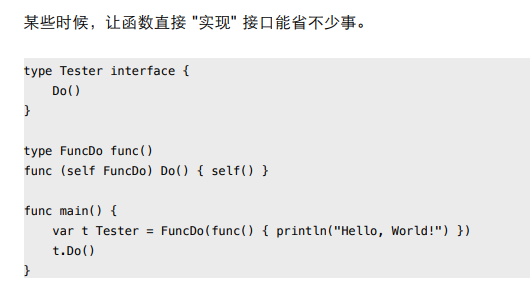 某些时候，让函数直接 "实现" 接口能省不少事。
type Tester interface {
    Do()
}
type FuncDo func()
func (self FuncDo) Do() { self() }
func main() {
    var t Tester = FuncDo(func() { println("Hello, World!") })
    t.Do()
}